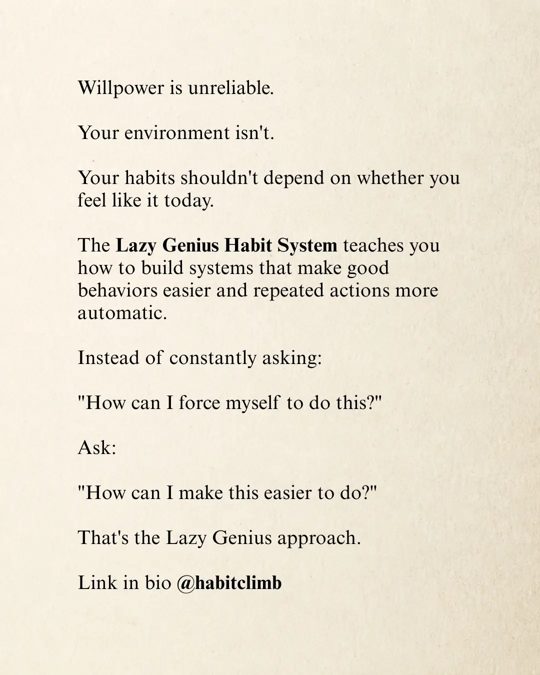 Willpower is unreliable.
Your environment isn't.
Your habits shouldn't depend on whether you
feel like it today.
The Lazy Genius Habit System teaches you
how to build systems that make good
behaviors easier and repeated actions more
automatic.
Instead of constantly asking:
"How can I force myself to do this?"
Ask:
"How can I make this easier to do?"
That's the Lazy Genius approach.
Link in bio @habitclimb